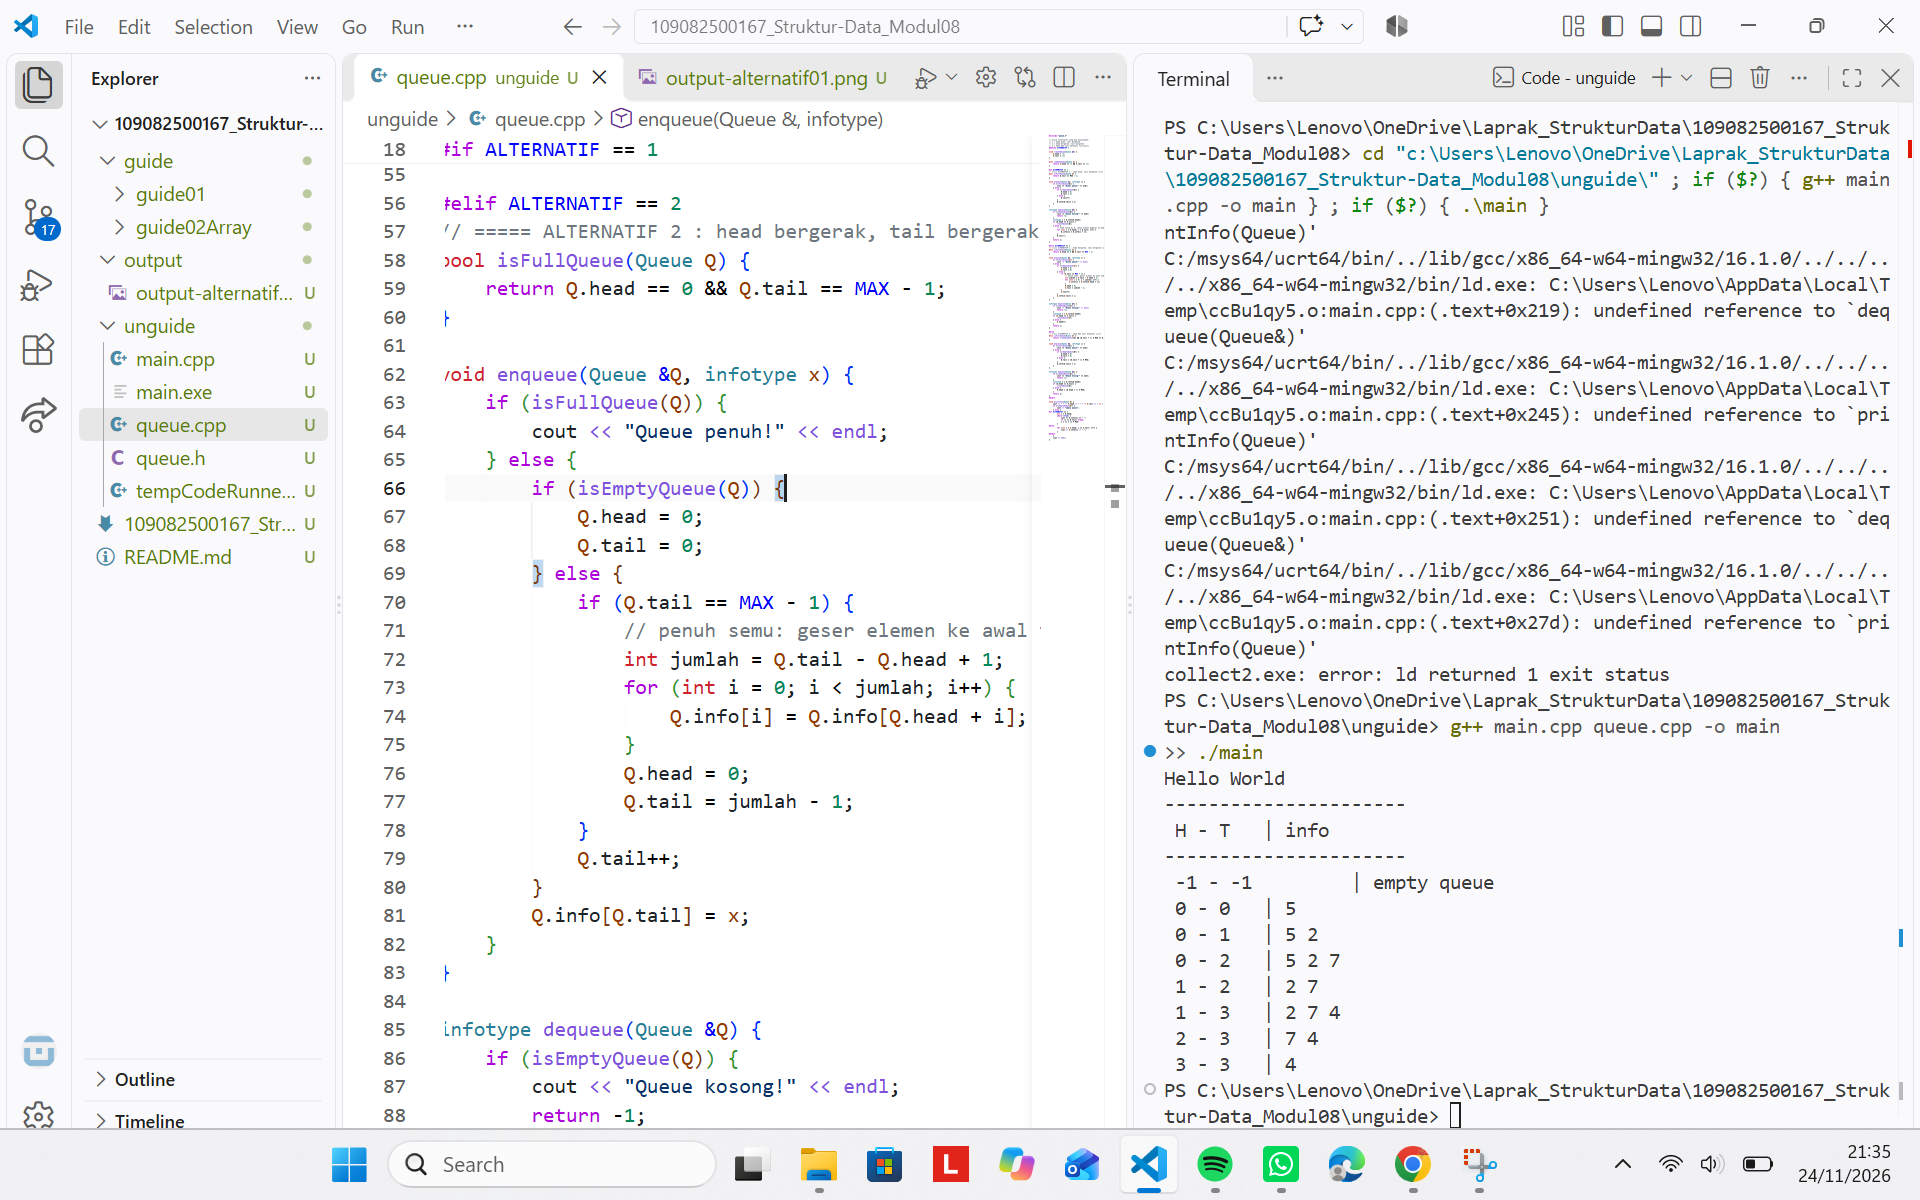 File Edit Selection View Go Run ··· 109082500167_Struktur-Data_Modul08
Explorer ···
109082500167_Struktur-...
guide
guide01
guide02Array
output
output-alternatif... U
unguide
main.cpp U
main.exe U
queue.cpp U
queue.h U
tempCodeRunne... U
109082500167_Str... U
README.md U
17
Outline
Timeline
queue.cpp unguide U output-alternatif01.png U ···
unguide > queue.cpp > enqueue(Queue &, infotype)
18 #if ALTERNATIF == 1
55
56 #elif ALTERNATIF == 2
57 // ===== ALTERNATIF 2 : head bergerak, tail bergerak
58 bool isFullQueue(Queue Q) {
59 return Q.head == 0 && Q.tail == MAX - 1;
60 }
61
62 void enqueue(Queue &Q, infotype x) {
63 if (isFullQueue(Q)) {
64 cout << "Queue penuh!" << endl;
65 } else {
66 if (isEmptyQueue(Q)) {
67 Q.head = 0;
68 Q.tail = 0;
69 } else {
70 if (Q.tail == MAX - 1) {
71 // penuh semu: geser elemen ke awal
72 int jumlah = Q.tail - Q.head + 1;
73 for (int i = 0; i < jumlah; i++) {
74 Q.info[i] = Q.info[Q.head + i];
75 }
76 Q.head = 0;
77 Q.tail = jumlah - 1;
78 }
79 Q.tail++;
80 }
81 Q.info[Q.tail] = x;
82 }
83 }
84
85 infotype dequeue(Queue &Q) {
86 if (isEmptyQueue(Q)) {
87 cout << "Queue kosong!" << endl;
88 return -1;
Terminal ··· Code - unguide ···
PS C:\Users\Lenovo\OneDrive\Laprak_StrukturData\109082500167_Struk
tur-Data_Modul08> cd "c:\Users\Lenovo\OneDrive\Laprak_StrukturData
\109082500167_Struktur-Data_Modul08\unguide\" ; if ($?) { g++ main
.cpp -o main } ; if ($?) { .\main }
ntInfo(Queue)'
C:/msys64/ucrt64/bin/../lib/gcc/x86_64-w64-mingw32/16.1.0/../../..
/../x86_64-w64-mingw32/bin/ld.exe: C:\Users\Lenovo\AppData\Local\T
emp\ccBu1qy5.o:main.cpp:(.text+0x219): undefined reference to `deq
ueue(Queue&)'
C:/msys64/ucrt64/bin/../lib/gcc/x86_64-w64-mingw32/16.1.0/../../..
/../x86_64-w64-mingw32/bin/ld.exe: C:\Users\Lenovo\AppData\Local\T
emp\ccBu1qy5.o:main.cpp:(.text+0x245): undefined reference to `pri
ntInfo(Queue)'
C:/msys64/ucrt64/bin/../lib/gcc/x86_64-w64-mingw32/16.1.0/../../..
/../x86_64-w64-mingw32/bin/ld.exe: C:\Users\Lenovo\AppData\Local\T
emp\ccBu1qy5.o:main.cpp:(.text+0x251): undefined reference to `deq
ueue(Queue&)'
C:/msys64/ucrt64/bin/../lib/gcc/x86_64-w64-mingw32/16.1.0/../../..
/../x86_64-w64-mingw32/bin/ld.exe: C:\Users\Lenovo\AppData\Local\T
emp\ccBu1qy5.o:main.cpp:(.text+0x27d): undefined reference to `pri
ntInfo(Queue)'
collect2.exe: error: ld returned 1 exit status
PS C:\Users\Lenovo\OneDrive\Laprak_StrukturData\109082500167_Struk
tur-Data_Modul08\unguide> g++ main.cpp queue.cpp -o main
>> ./main
Hello World
----------------------
H - T | info
----------------------
-1 - -1 | empty queue
0 - 0 | 5
0 - 1 | 5 2
0 - 2 | 5 2 7
1 - 2 | 2 7
1 - 3 | 2 7 4
2 - 3 | 7 4
3 - 3 | 4
PS C:\Users\Lenovo\OneDrive\Laprak_StrukturData\109082500167_Struk
tur-Data_Modul08\unguide>
Search
L
21:35
24/11/2026